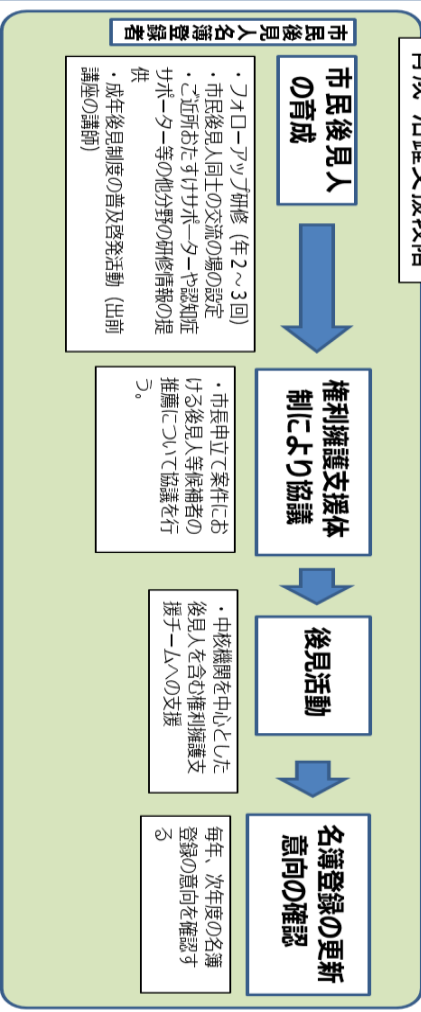 市民後見人名簿登録者
市民後見人
の育成
・フォローアップ研修（年２～３回）
・市民後見人同士の交流の場の設定
・ご近所おたすけサポーターや認知症
サポーター等の他分野の研修情報の提
供
・成年後見制度の普及啓発活動（出前
講座の講師）
権利擁護支援体
制により協議
・市長申立て案件にお
ける後見人等候補者の
推薦について協議を行
う。
後見活動
・中核機関を中心とした
後見人を含む権利擁護支
援チームへの支援
名簿登録の更新
意向の確認
毎年、次年度の名簿
登録の意向を確認す
る